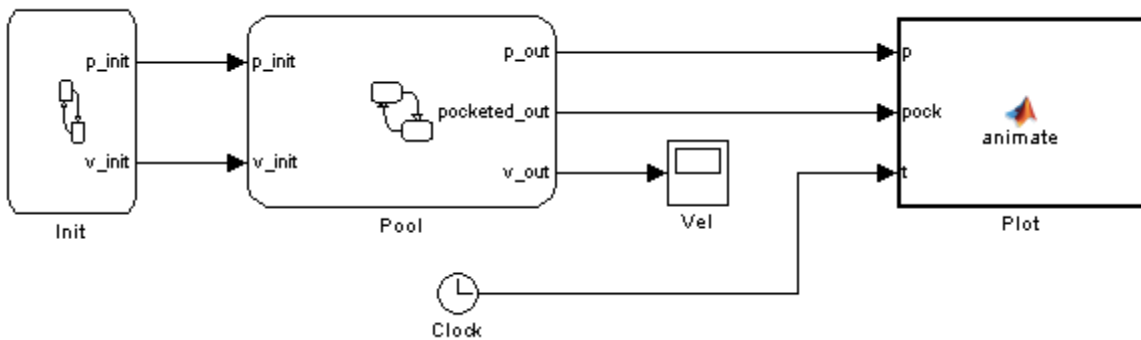 p_init
v_init
Init
p_init
v_init
p_out
pocketed_out
v_out
Pool
Vel
Clock
p
pock
t
animate
Plot